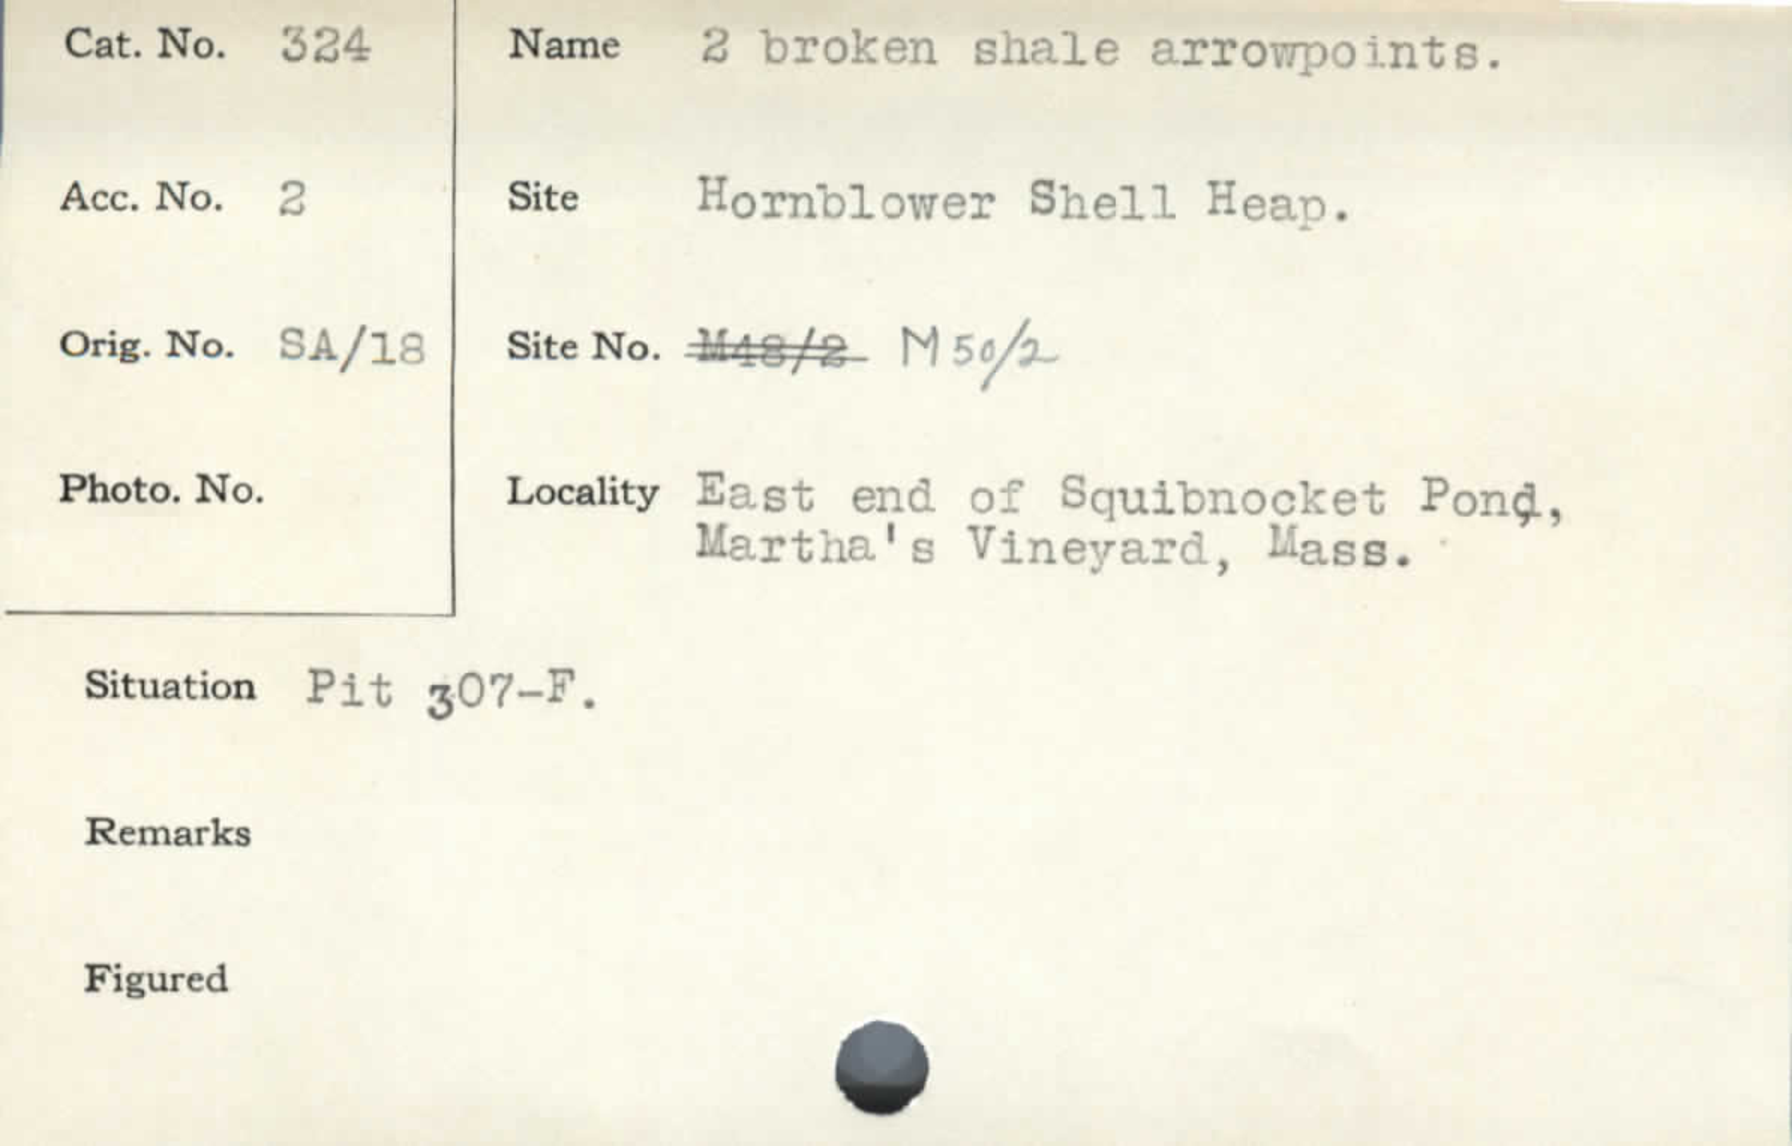 Cat. No. 324
Name 2 broken shale arrowpoints.
Acc. No. 2
Site Hornblower Shell Heap.
Orig. No. SA/18
Site No. M48/2 M50/2
Photo. No.
Locality East end of Squibnocket Pond,
Martha's Vineyard, Mass.
Situation Pit 307-F.
Remarks
Figured